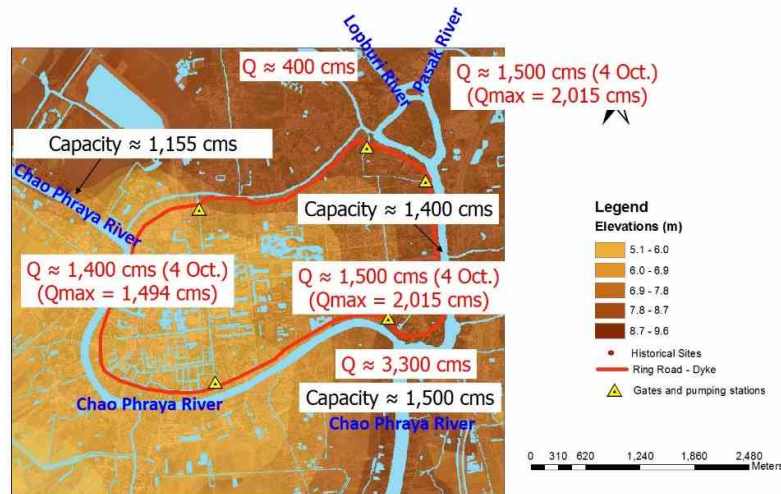 Lopburi River
Pasak River
Q ≈ 400 cms
Q ≈ 1,500 cms (4 Oct.)
(Qmax = 2,015 cms)
Capacity ≈ 1,155 cms
Chao Phraya River
Capacity ≈ 1,400 cms
Q ≈ 1,400 cms (4 Oct.)
(Qmax = 1,494 cms)
Q ≈ 1,500 cms (4 Oct.)
(Qmax = 2,015 cms)
Q ≈ 3,300 cms
Capacity ≈ 1,500 cms
Chao Phraya River
Chao Phraya River
Legend
Elevations (m)
5.1 - 6.0
6.0 - 6.9
6.9 - 7.8
7.8 - 8.7
8.7 - 9.6
Historical Sites
Ring Road - Dyke
Gates and pumping stations
0 310 620 1,240 1,860 2,480
Meters